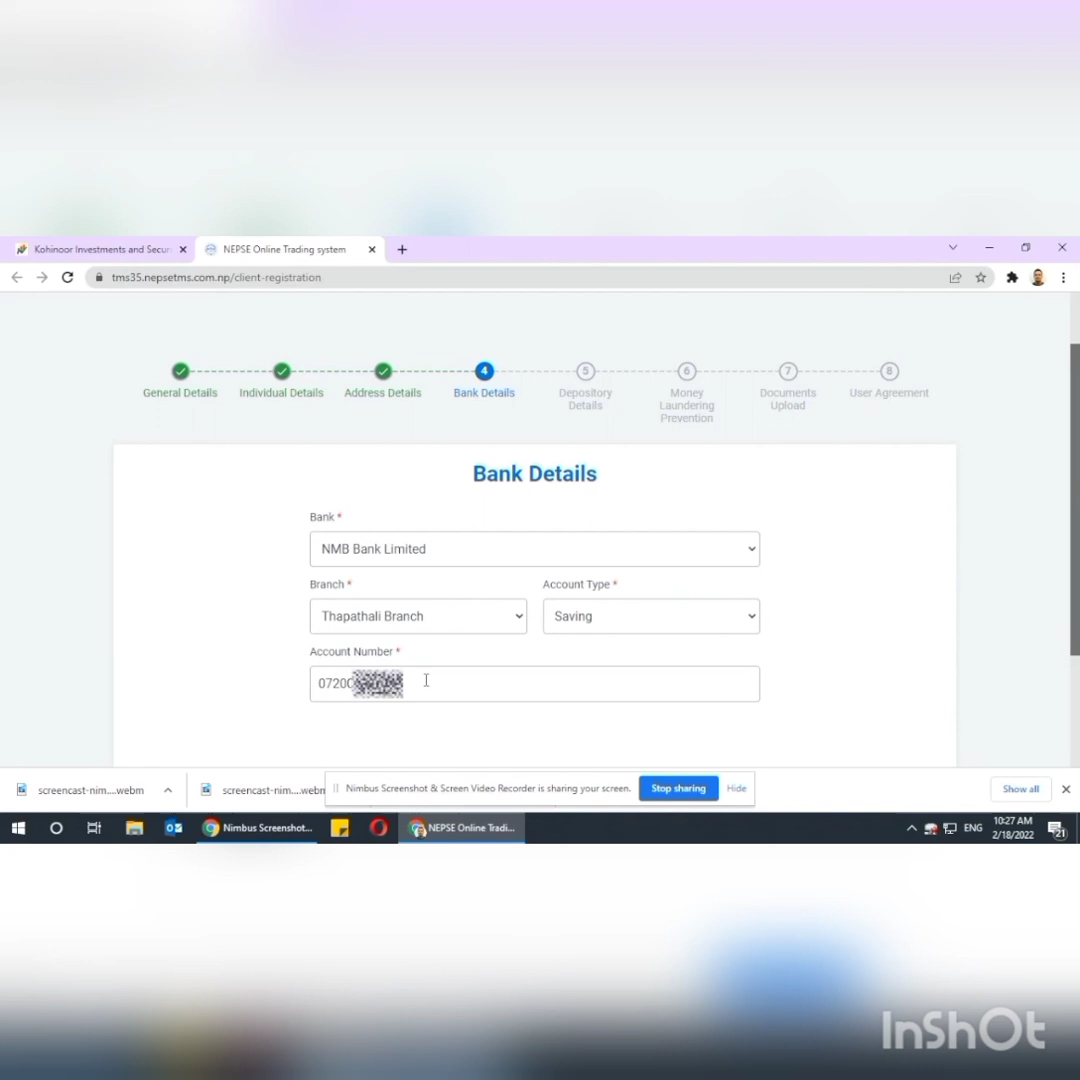 Kohinoor Investments and Secur
NEPSE Online Trading system
tms35.nepsetms.com.np/client-registration
4
5
6
7
8
General Details
Individual Details
Address Details
Bank Details
Depository
Details
Money
Laundering
Prevention
Documents
Upload
User Agreement
Bank Details
Bank *
NMB Bank Limited
Branch *
Account Type *
Thapathali Branch
Saving
Account Number *
0720
screencast-nim....webm
screencast-nim....webm
Nimbus Screenshot & Screen Video Recorder is sharing your screen.
Stop sharing
Hide
Show all
Nimbus Screenshot...
NEPSE Online Tradi...
ENG
10:27 AM
2/18/2022
21
InShOt